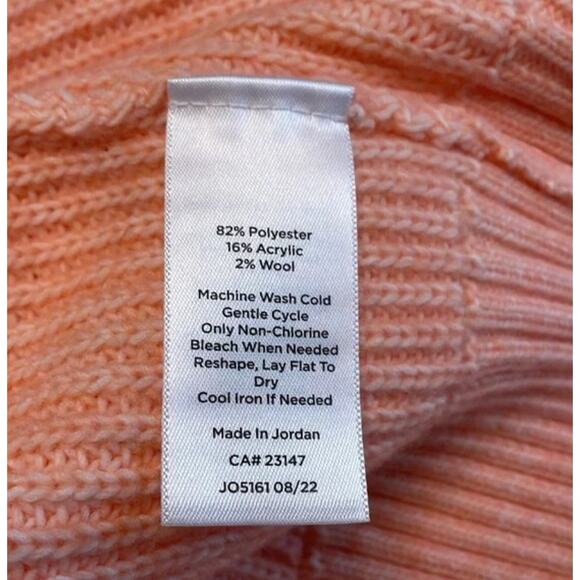 82% Polyester
16% Acrylic
2% Wool
Machine Wash Cold
Gentle Cycle
Only Non-Chlorine
Bleach When Needed
Reshape, Lay Flat To
Dry
Cool Iron If Needed
Made In Jordan
CA# 23147
JO5161 08/22